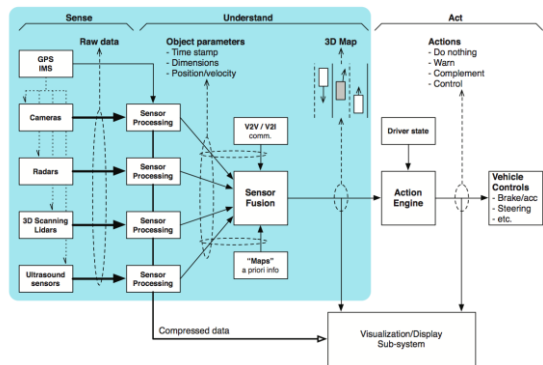 Sense
Understand
Act
Raw data
Object parameters
- Time stamp
- Dimensions
- Position/velocity
3D Map
Actions
- Do nothing
- Warn
- Complement
- Control
GPS
IMS
Cameras
Radars
3D Scanning
Lidars
Ultrasound
sensors
Sensor
Processing
Sensor
Processing
Sensor
Processing
Sensor
Processing
V2V / V2I
comm.
Sensor
Fusion
"Maps"
a priori info
Driver state
Action
Engine
Vehicle
Controls
- Brake/acc
- Steering
- etc.
Compressed data
Visualization/Display
Sub-system